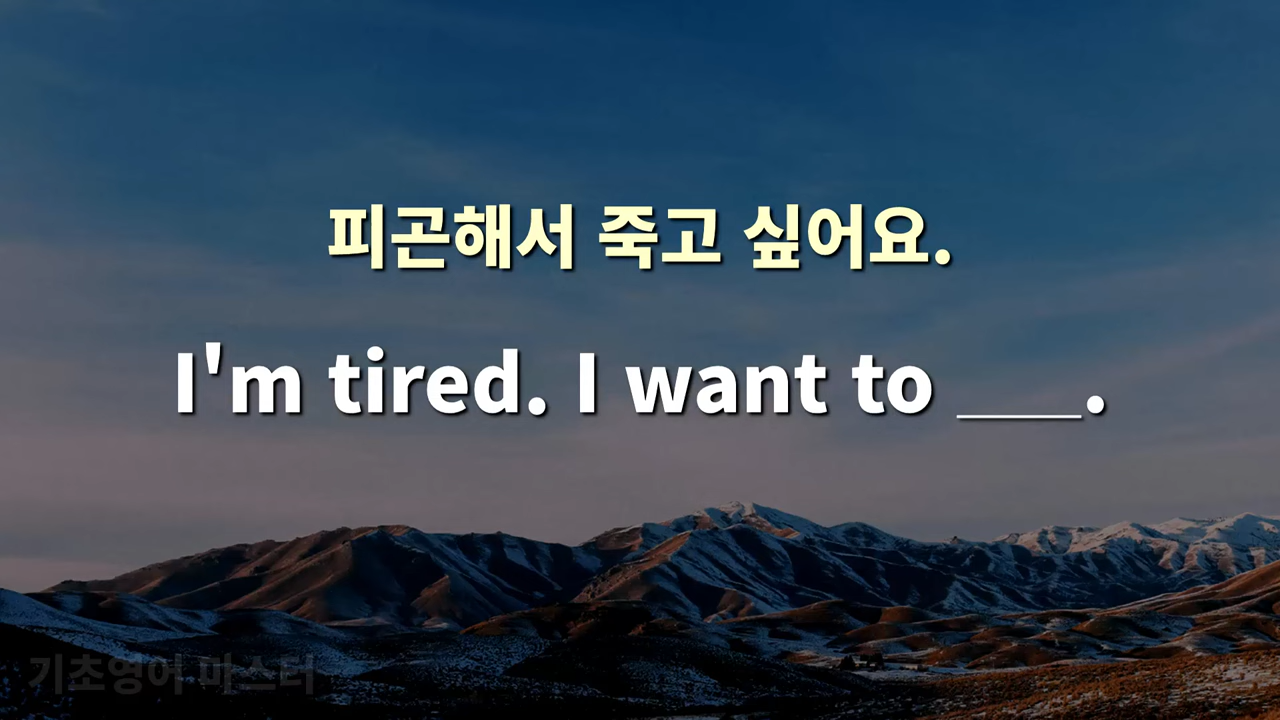 피곤해서 죽고 싶어요.
I'm tired. I want to ___.
기초영어 마스터